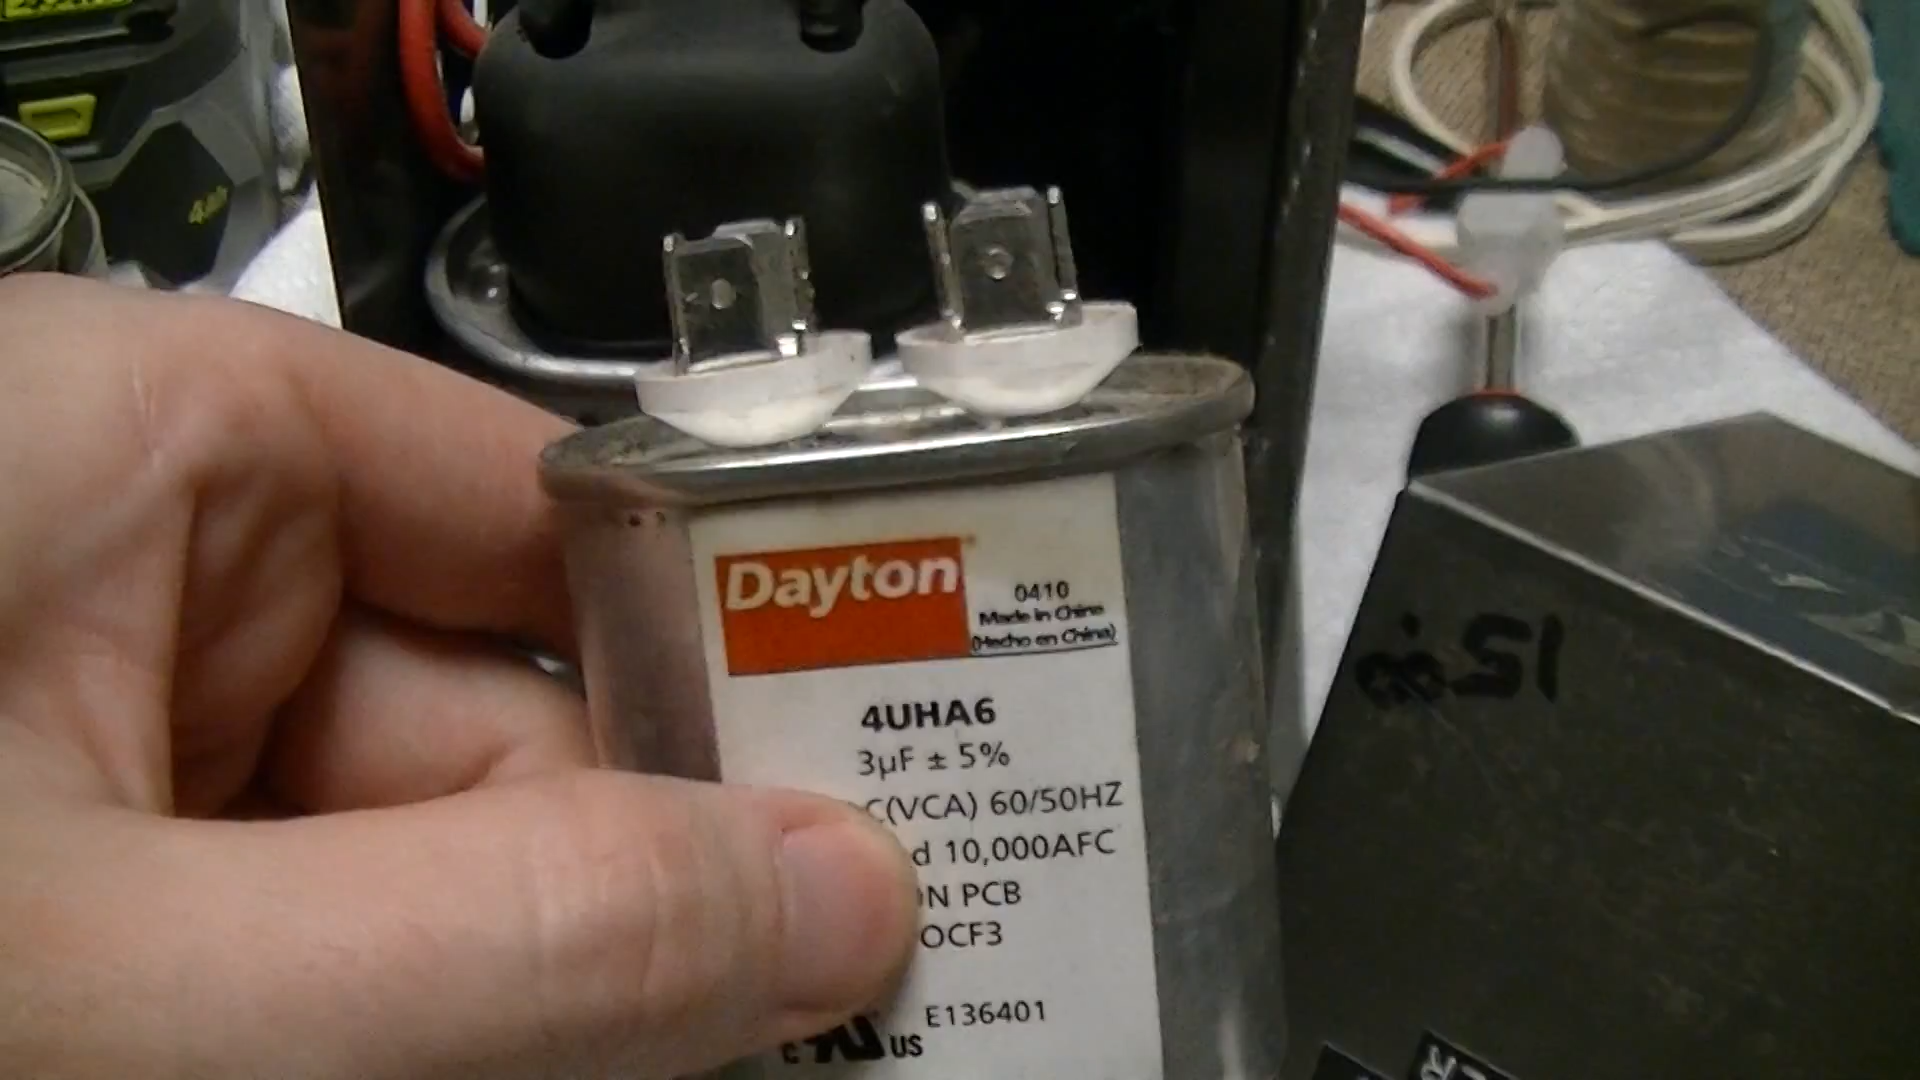 Dayton
0410
Made in China
(Hecho en China)
4UHA6
3µF ± 5%
C(VCA) 60/50HZ
d 10,000AFC
N PCB
OCF3
E136401
C US